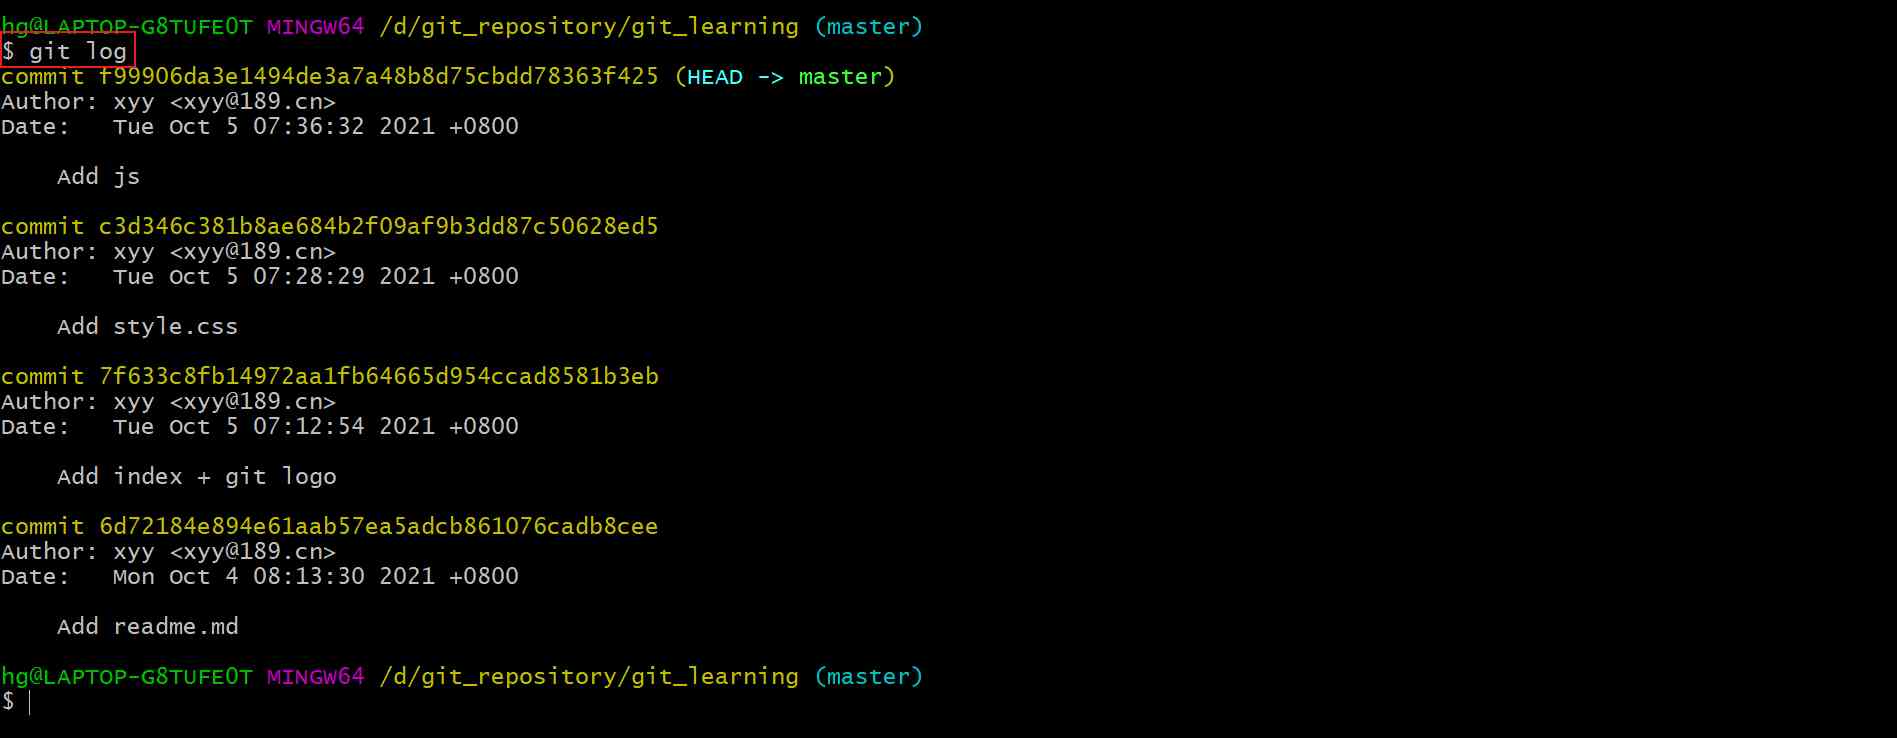 hg@LAPTOP-G8TUFE0T MINGW64 /d/git_repository/git_learning (master)
$ git log
commit f99906da3e1494de3a7a48b8d75cbdd78363f425 (HEAD -> master)
Author: xyy <xyy@189.cn>
Date:   Tue Oct 5 07:36:32 2021 +0800
    Add js
commit c3d346c381b8ae684b2f09af9b3dd87c50628ed5
Author: xyy <xyy@189.cn>
Date:   Tue Oct 5 07:28:29 2021 +0800
    Add style.css
commit 7f633c8fb14972aa1fb64665d954ccad8581b3eb
Author: xyy <xyy@189.cn>
Date:   Tue Oct 5 07:12:54 2021 +0800
    Add index + git logo
commit 6d72184e894e61aab57ea5adcb861076cadb8cee
Author: xyy <xyy@189.cn>
Date:   Mon Oct 4 08:13:30 2021 +0800
    Add readme.md
hg@LAPTOP-G8TUFE0T MINGW64 /d/git_repository/git_learning (master)
$